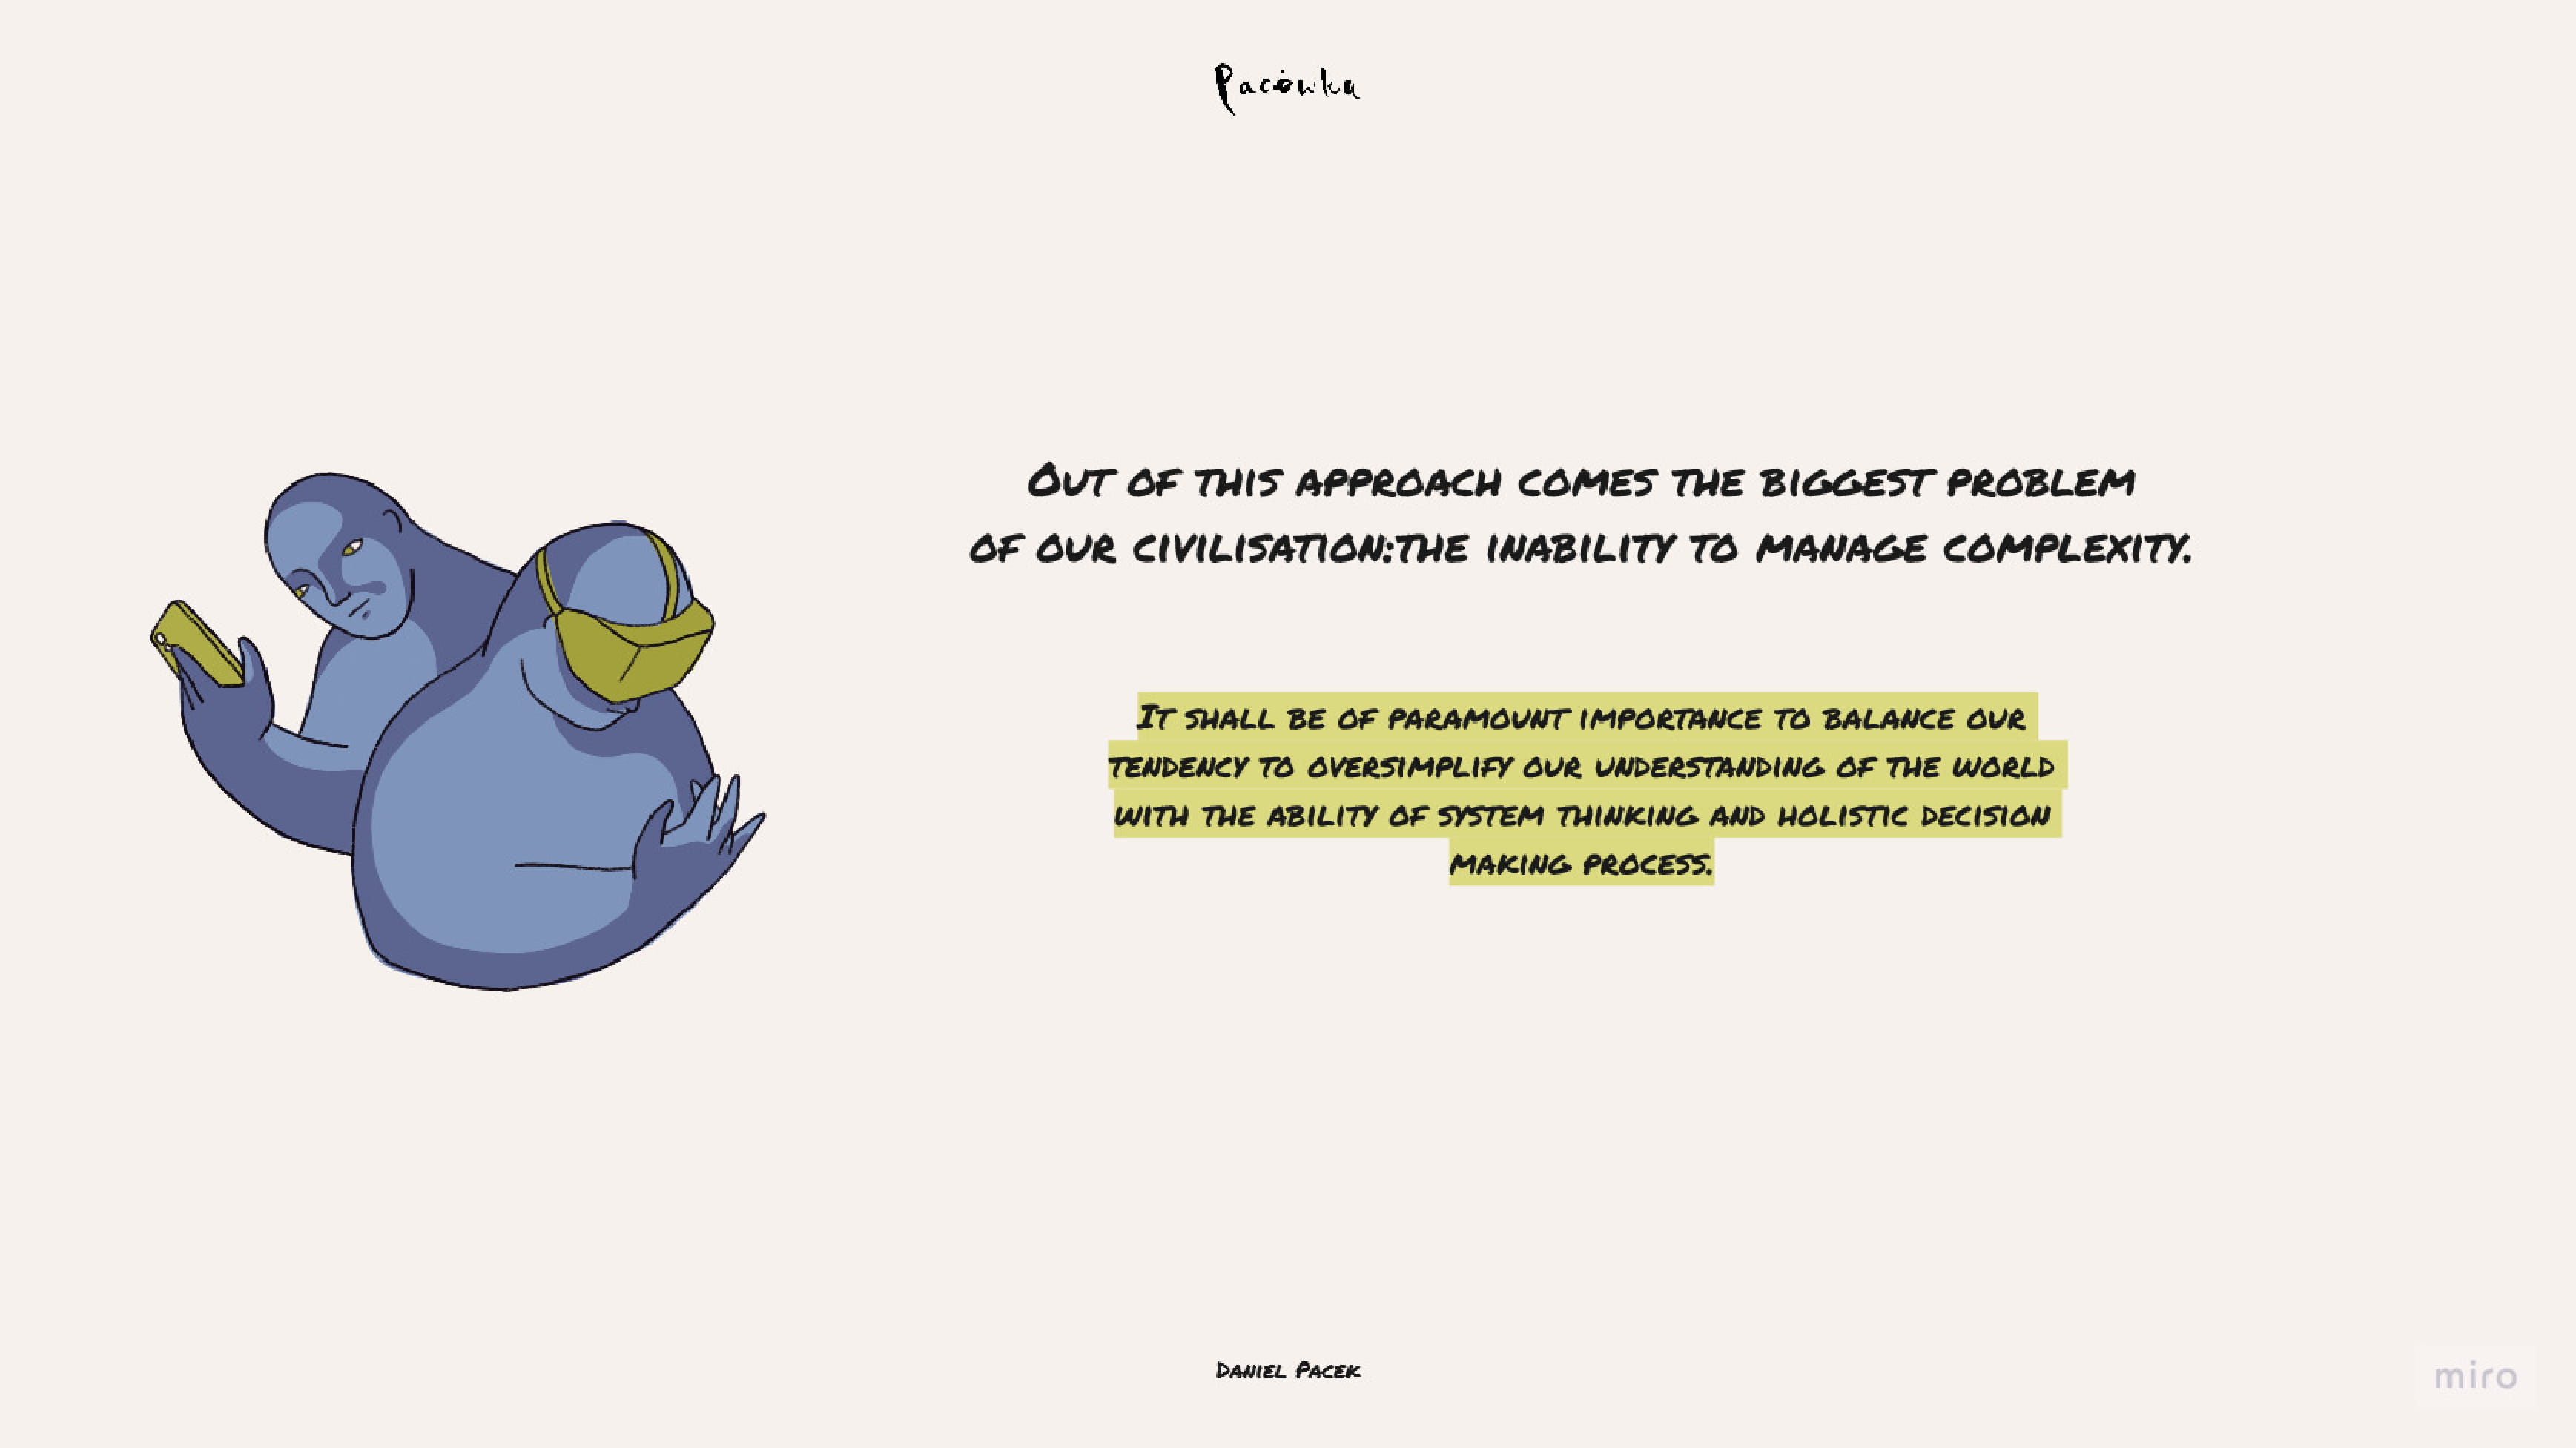 Pacówka
Out of this approach comes the biggest problem
of our civilisation:the inability to manage complexity.
It shall be of paramount importance to balance our
tendency to oversimplify our understanding of the world
with the ability of system thinking and holistic decision
making process.
Daniel Pacek
miro